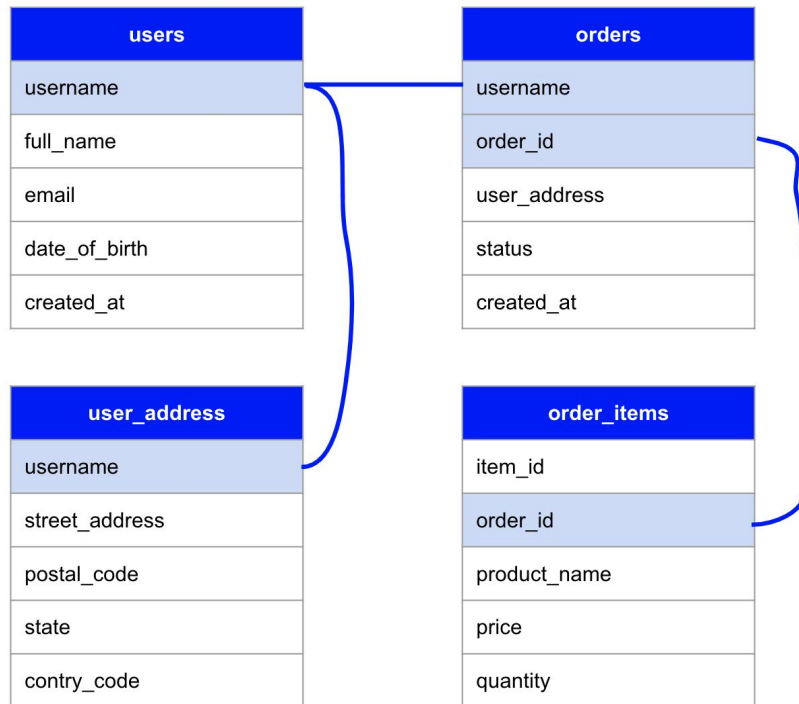 users
username
full_name
email
date_of_birth
created_at
orders
username
order_id
user_address
status
created_at
user_address
username
street_address
postal_code
state
contry_code
order_items
item_id
order_id
product_name
price
quantity